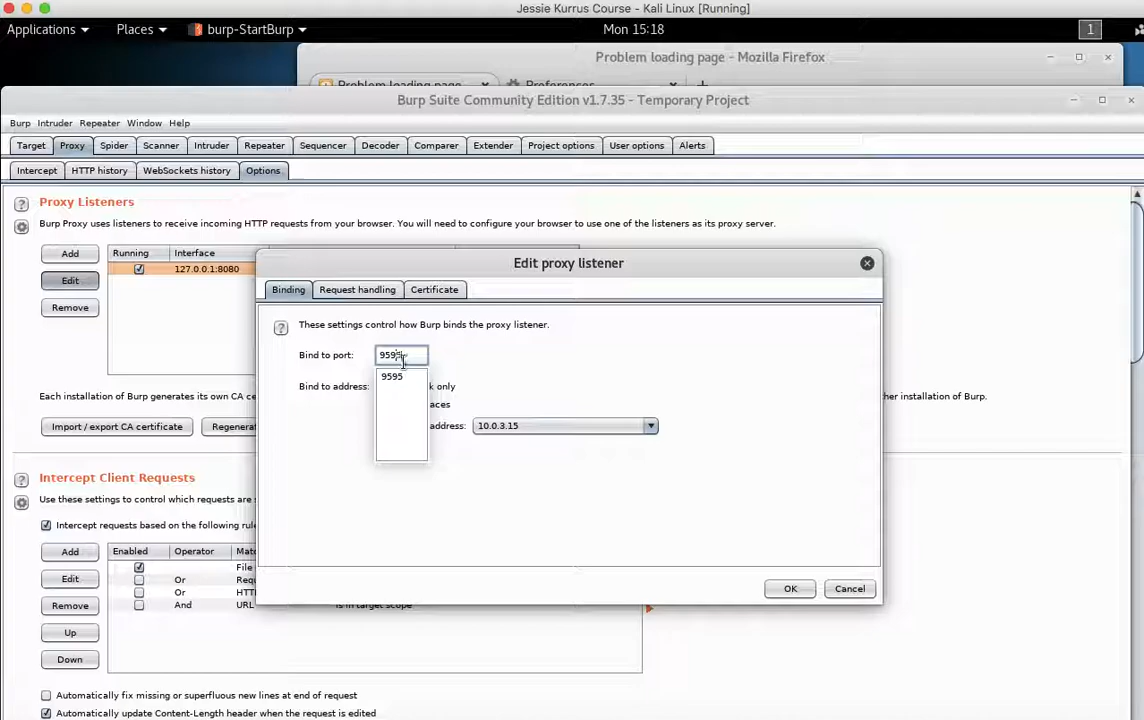 Jessie Kurrus Course - Kali Linux [Running]
Applications Places burp-StartBurp Mon 15:18 1
Problem loading page - Mozilla Firefox
Problem loading page Preferences
Burp Suite Community Edition v1.7.35 - Temporary Project
Burp Intruder Repeater Window Help
Target Proxy Spider Scanner Intruder Repeater Sequencer Decoder Comparer Extender Project options User options Alerts
Intercept HTTP history WebSockets history Options
? Proxy Listeners
Burp Proxy uses listeners to receive incoming HTTP requests from your browser. You will need to configure your browser to use one of the listeners as its proxy server.
Add Running Interface
127.0.0.1:8080
Edit
Remove
Edit proxy listener
Binding Request handling Certificate
? These settings control how Burp binds the proxy listener.
Bind to port: 9595
9595
Bind to address: k only
aces
address: 10.0.3.15
OK Cancel
Each installation of Burp generates its own CA ce
her installation of Burp.
Import / export CA certificate Regenera
? Intercept Client Requests
Use these settings to control which requests are s
Intercept requests based on the following rule
Add Enabled Operator Mat
File
Edit Or Req
Or HTT
Remove And URL is in target scope
Up
Down
Automatically fix missing or superfluous new lines at end of request
Automatically update Content-Length header when the request is edited